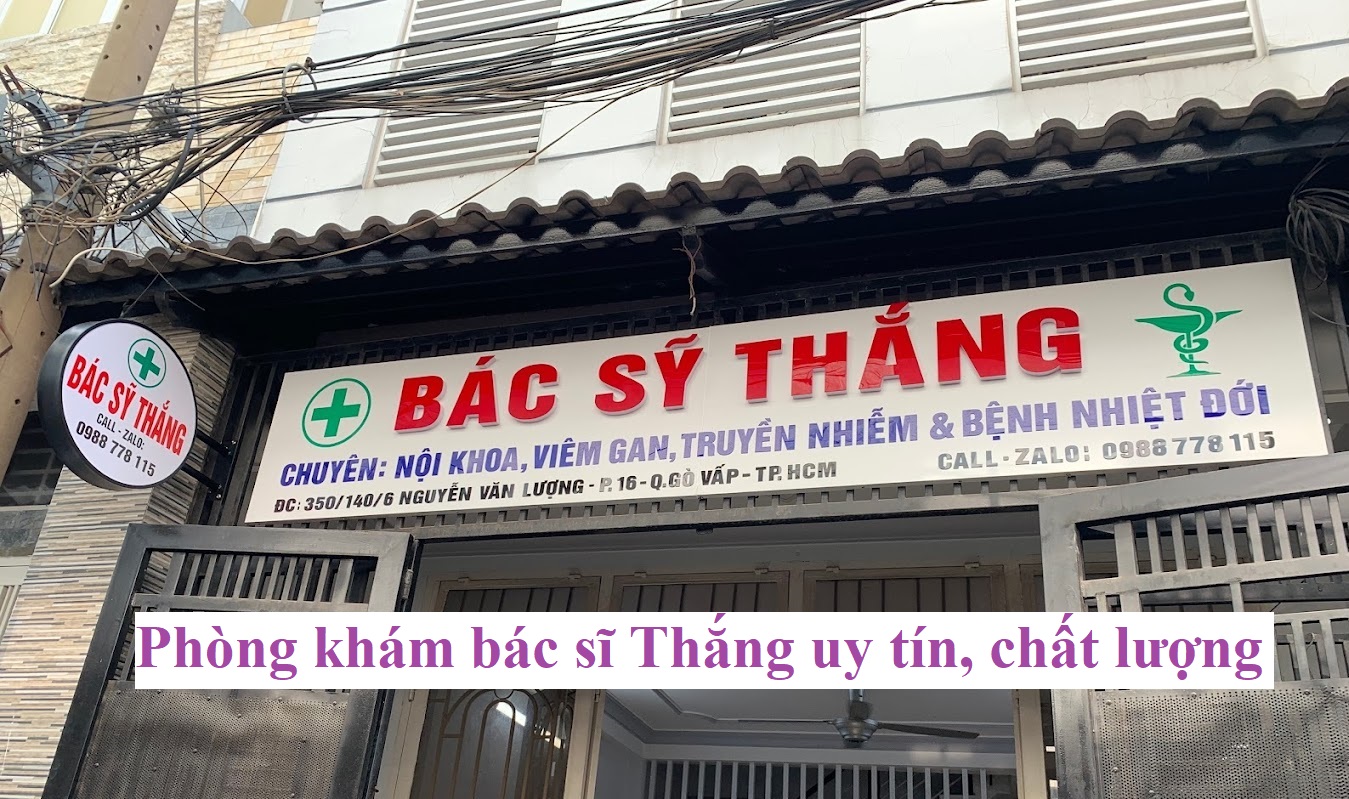 BÁC SỸ THẮNG
CHUYÊN: NỘI KHOA, VIÊM GAN, TRUYỀN NHIỄM & BỆNH NHIỆT ĐỚI
ĐC: 350/140/6 NGUYỄN VĂN LƯỢNG - P. 16 - Q.GÒ VẤP - TP.HCM
CALL - ZALO: 0988 778 115
BÁC SỸ THẮNG
CALL - ZALO:
0988 778 115
Phòng khám bác sĩ Thắng uy tín, chất lượng